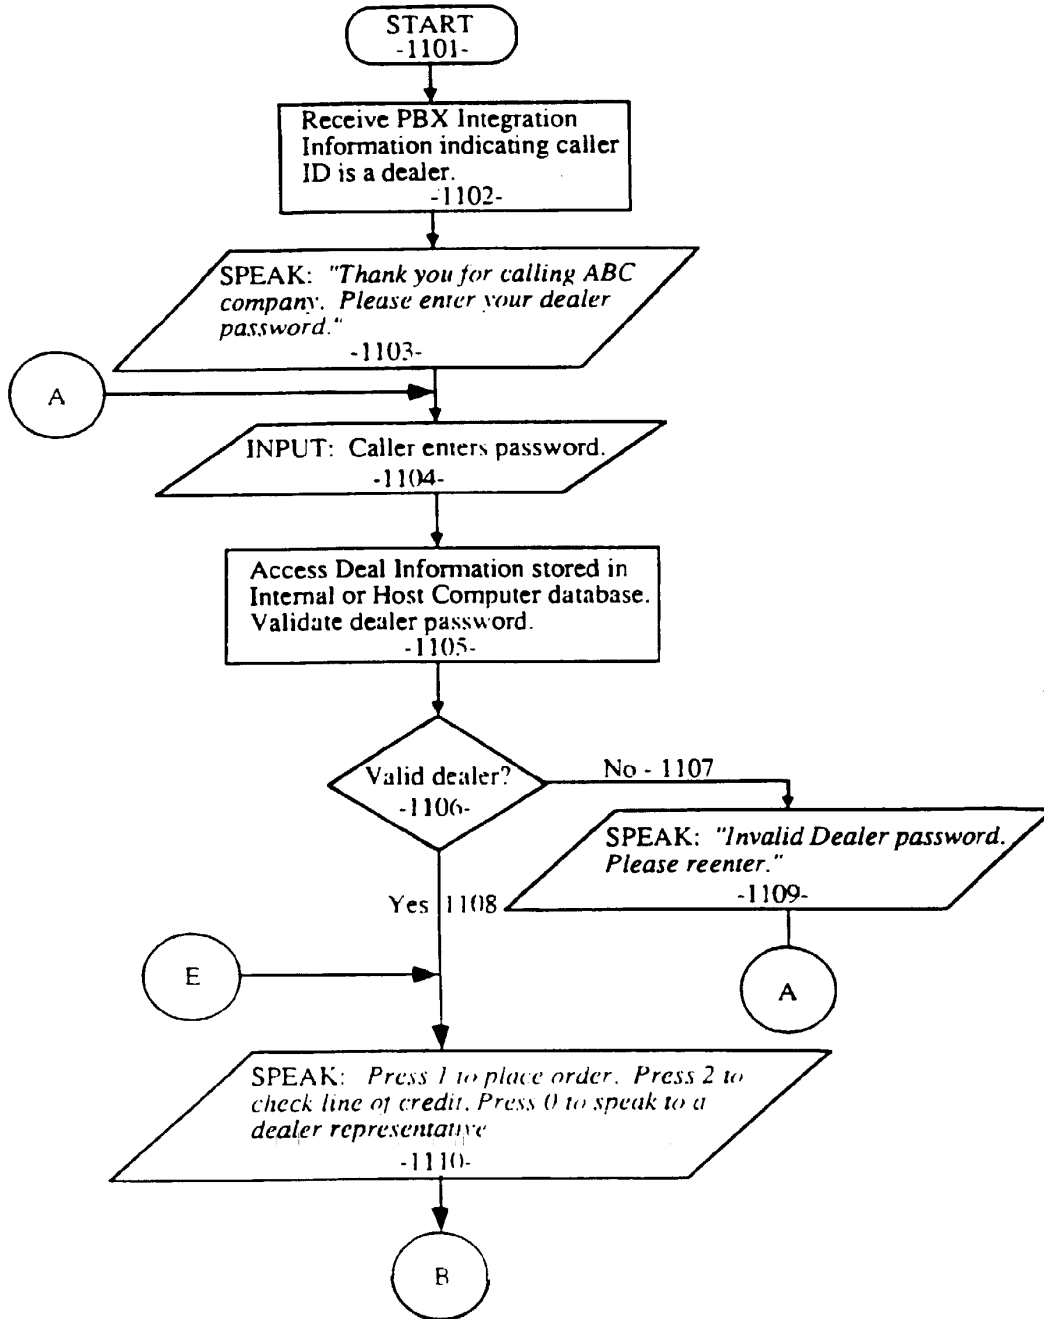 START
-1101-
Receive PBX Integration
Information indicating caller
ID is a dealer.
-1102-
SPEAK: "Thank you for calling ABC
company. Please enter your dealer
password."
-1103-
A
INPUT: Caller enters password.
-1104-
Access Deal Information stored in
Internal or Host Computer database.
Validate dealer password.
-1105-
Valid dealer?
-1106-
No - 1107
SPEAK: "Invalid Dealer password.
Please reenter."
-1109-
Yes 1108
E
A
SPEAK: Press 1 to place order. Press 2 to
check line of credit. Press 0 to speak to a
dealer representative
-1110-
B